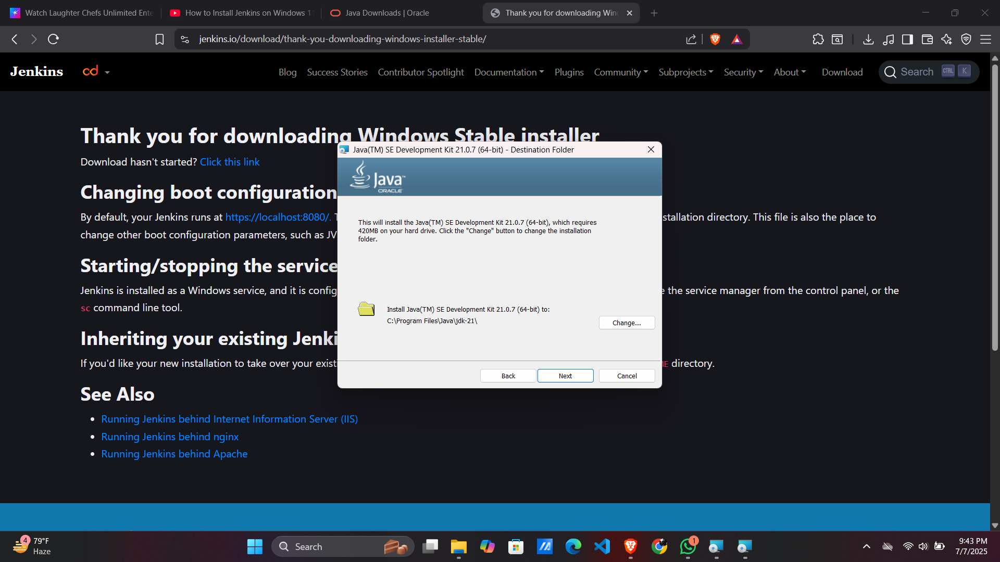 Watch Laughter Chefs Unlimited Ente
How to Install Jenkins on Windows 11
Java Downloads | Oracle
Thank you for downloading Win
jenkins.io/download/thank-you-downloading-windows-installer-stable/
Jenkins
Blog
Success Stories
Contributor Spotlight
Documentation
Plugins
Community
Subprojects
Security
About
Download
Search CTRL K
Thank you for downloading Windows Stable installer
Download hasn't started? Click this link
Changing boot configuration
By default, your Jenkins runs at https://localhost:8080/. stallation directory. This file is also the place to
change other boot configuration parameters, such as JV
Starting/stopping the service
Jenkins is installed as a Windows service, and it is config e the service manager from the control panel, or the
sc command line tool.
Inheriting your existing Jenki
If you'd like your new installation to take over your exist ME directory.
See Also
Running Jenkins behind Internet Information Server (IIS)
Running Jenkins behind nginx
Running Jenkins behind Apache
Java(TM) SE Development Kit 21.0.7 (64-bit) - Destination Folder
Java™
ORACLE
This will install the Java(TM) SE Development Kit 21.0.7 (64-bit), which requires
420MB on your hard drive. Click the "Change" button to change the installation
folder.
Install Java(TM) SE Development Kit 21.0.7 (64-bit) to:
C:\Program Files\Java\jdk-21\
Change...
Back
Next
Cancel
4
79°F
Haze
Search
1
9:43 PM
7/7/2025